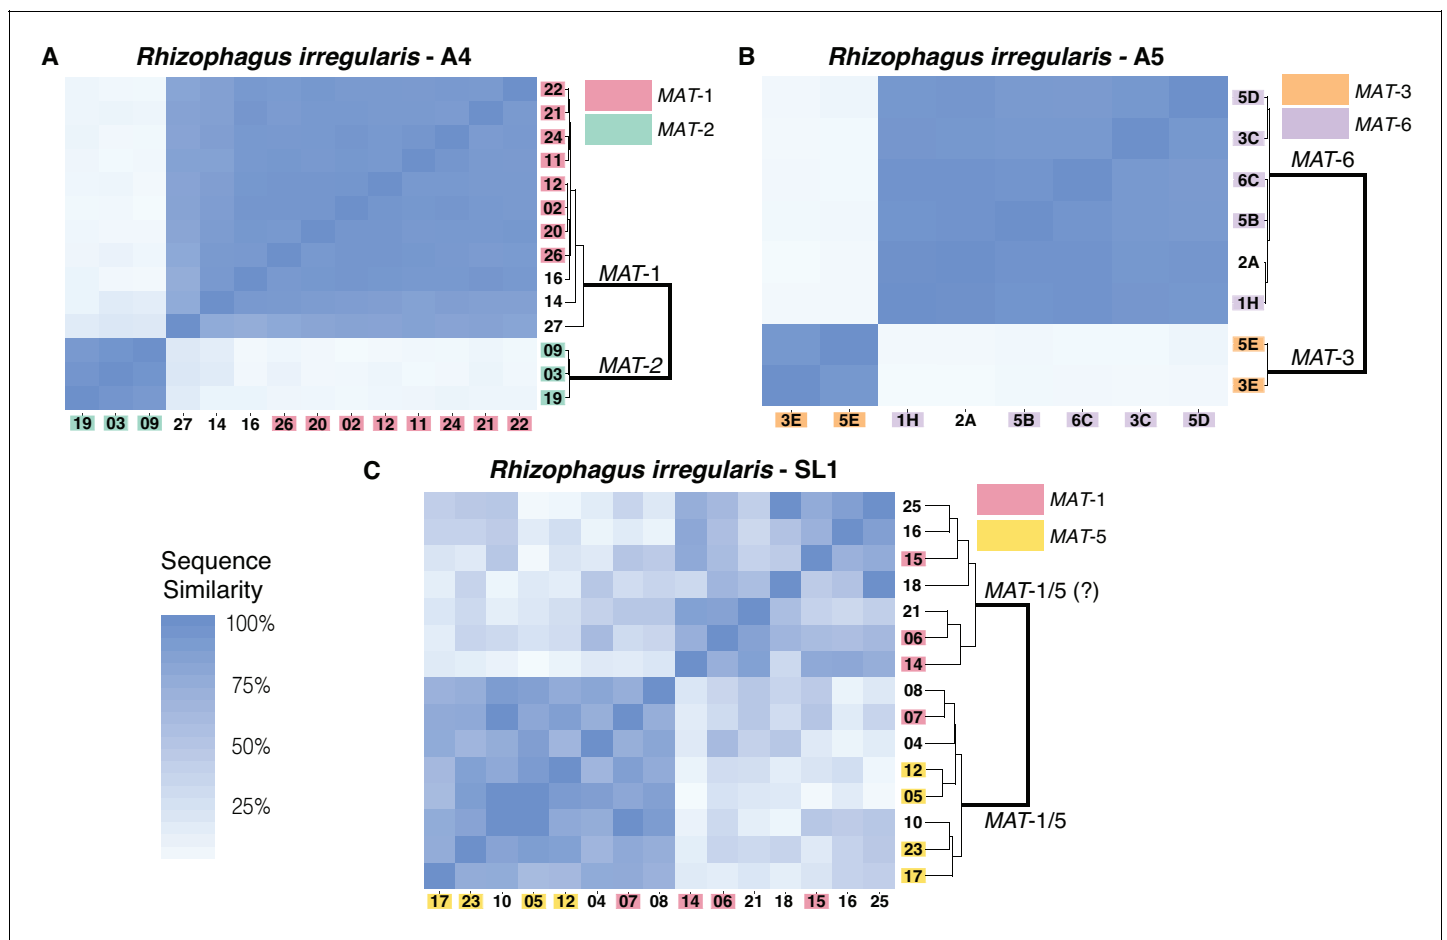 A
Rhizophagus irregularis - A4
22
21
24
11
12
02
20
26
16
14
27
09
03
19
MAT-1
MAT-2
MAT-1
MAT-2
19 03 09 27 14 16 26 20 02 12 11 24 21 22
B
Rhizophagus irregularis - A5
5D
3C
6C
5B
2A
1H
5E
3E
MAT-3
MAT-6
MAT-6
MAT-3
3E 5E 1H 2A 5B 6C 3C 5D
C
Rhizophagus irregularis - SL1
25
16
15
18
21
06
14
08
07
04
12
05
10
23
17
MAT-1
MAT-5
MAT-1/5 (?)
MAT-1/5
17 23 10 05 12 04 07 08 14 06 21 18 15 16 25
Sequence
Similarity
100%
75%
50%
25%